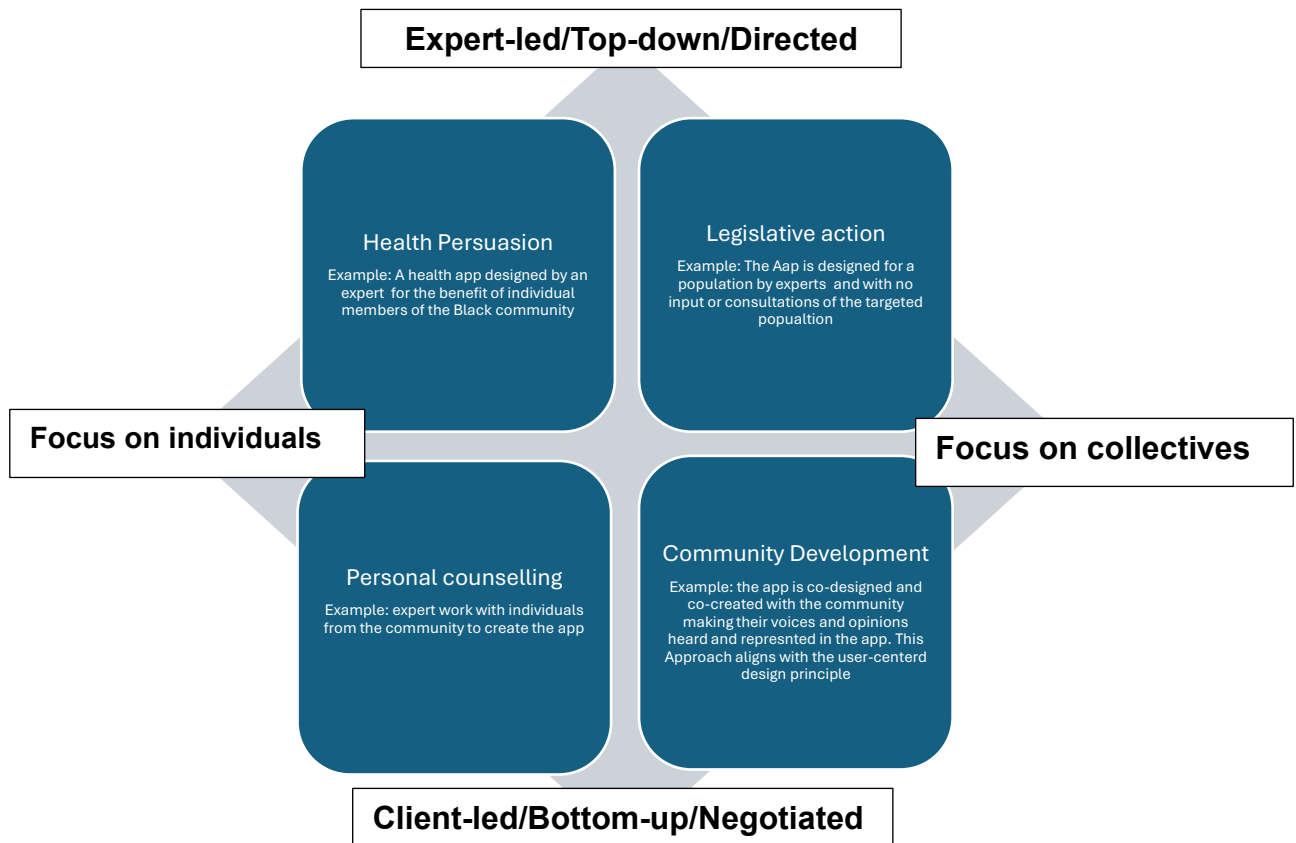 Expert-led/Top-down/Directed
Health Persuasion
Example: A health app designed by an
expert for the benefit of individual
members of the Black community
Legislative action
Example: The Aap is designed for a
population by experts and with no
input or consultations of the targeted
popualtion
Focus on individuals
Focus on collectives
Personal counselling
Example: expert work with individuals
from the community to create the app
Community Development
Example: the app is co-designed and
co-created with the community
making their voices and opinions
heard and represnted in the app. This
Approach aligns with the user-centerd
design principle
Client-led/Bottom-up/Negotiated